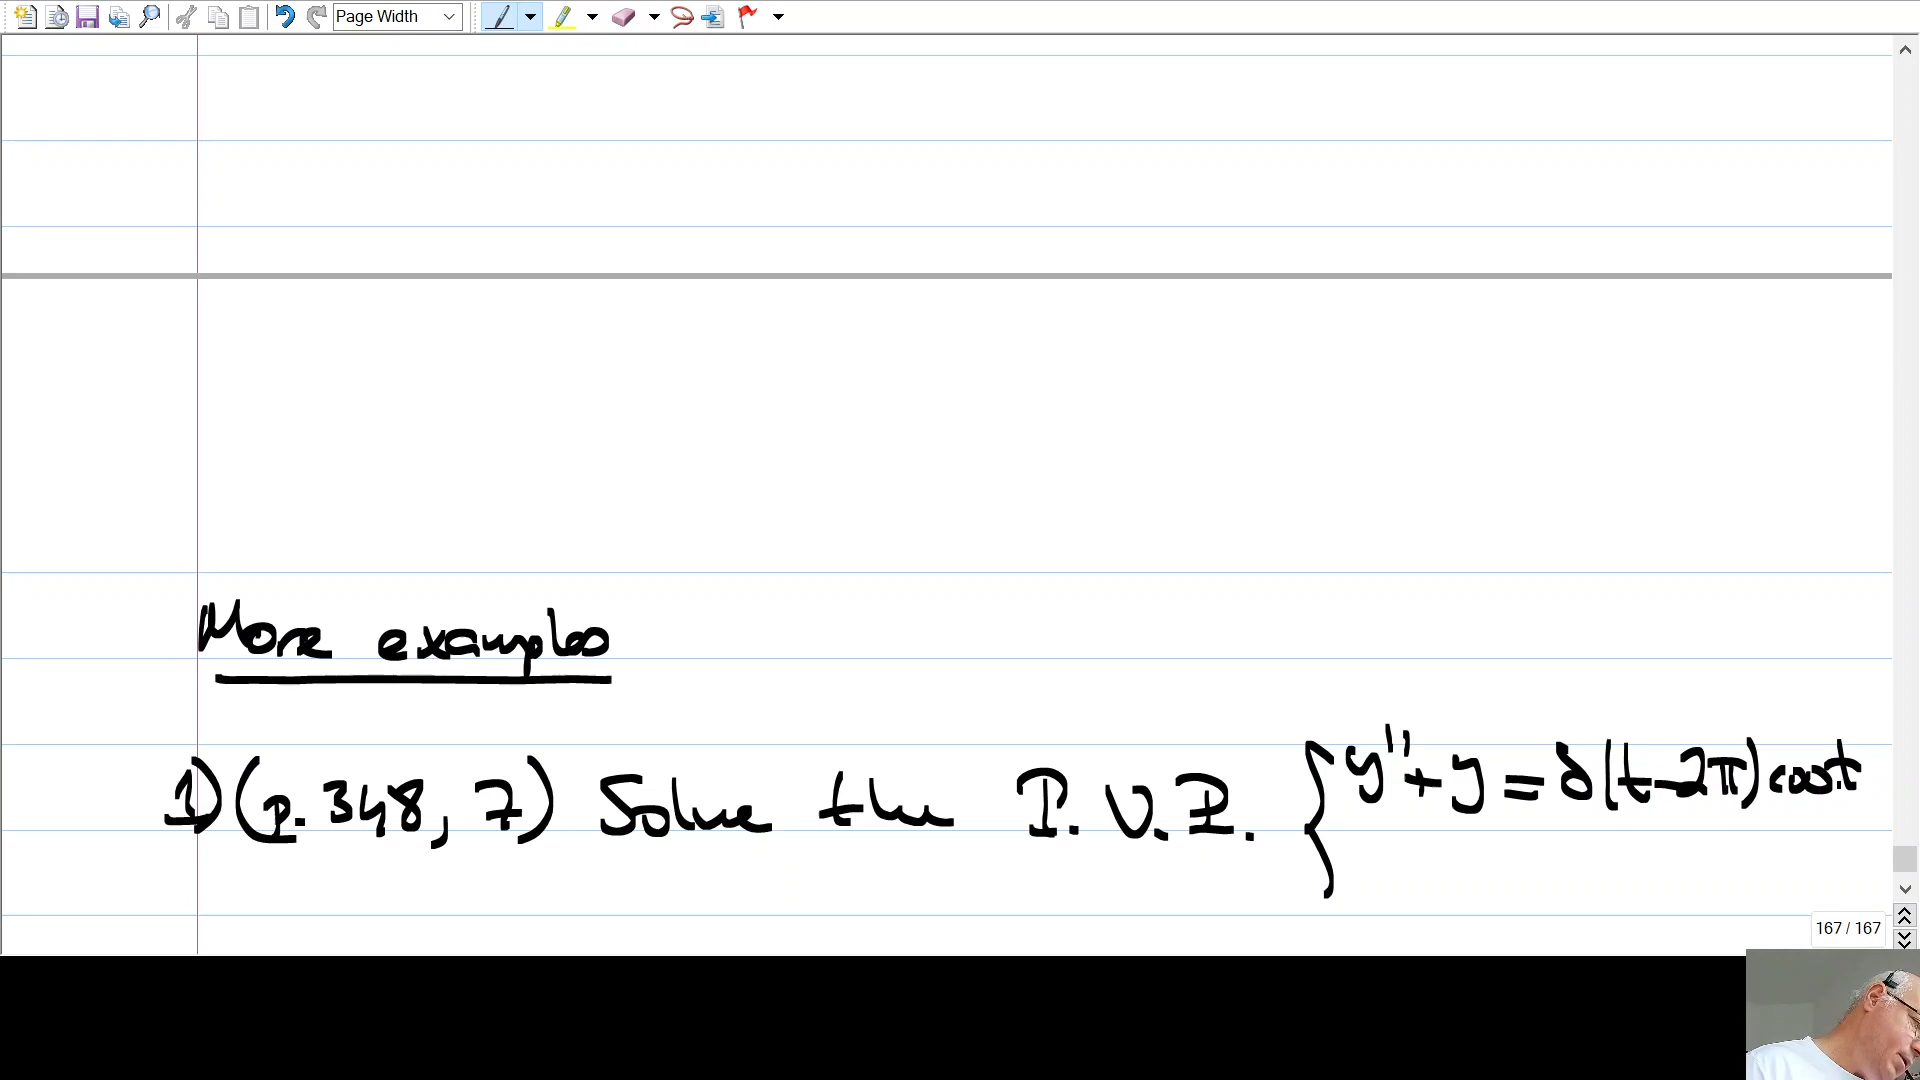 Page Width
More examples
1) (p. 348, 7) Solve the I.V.P. { y'' + y = δ(t-2π) cost
167 / 167